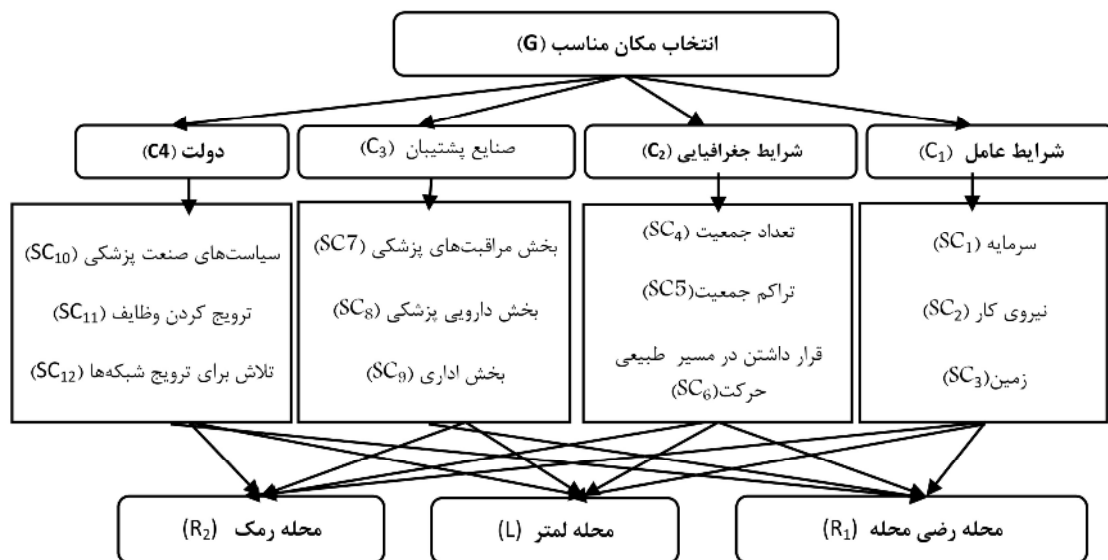 انتخاب مکان مناسب (G)
شرایط عامل (C₁)
شرایط جغرافیایی (C₂)
صنایع پشتیبان (C₃)
دولت (C4)
سرمایه (SC₁)
نیروی کار (SC₂)
زمین(SC₃)
تعداد جمعیت (SC₄)
تراکم جمعیت(SC5)
قرار داشتن در مسیر طبیعی
حرکت(SC₆)
بخش مراقبت‌های پزشکی (SC7)
بخش دارویی پزشکی (SC₈)
بخش اداری (SC₉)
سیاست‌های صنعت پزشکی (SC₁₀)
ترویج کردن وظایف (SC₁₁)
تلاش برای ترویج شبکه‌ها (SC₁₂)
محله رضی محله (R₁)
محله لمتر (L)
محله رمک (R₂)